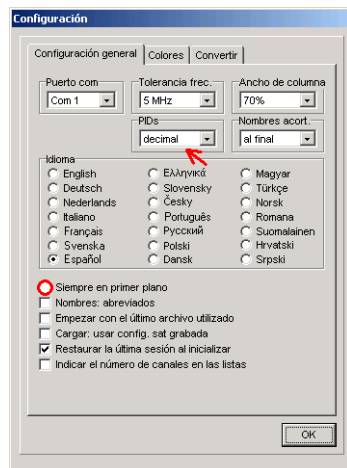 Configuración
Configuración general Colores Convertir
Puerto com Tolerancia frec. Ancho de columna
Com 1 5 MHz 70%
PIDs Nombres acort.
decimal al final
Idioma
English Ελληνικά Magyar
Deutsch Slovensky Türkçe
Nederlands Česky Norsk
Italiano Português Romana
Français Русский Suomalainen
Svenska Polski Hrvatski
Español Dansk Srpski
Siempre en primer plano
Nombres: abreviados
Empezar con el último archivo utilizado
Cargar: usar config. sat grabada
Restaurar la última sesión al inicializar
Indicar el número de canales en las listas
OK